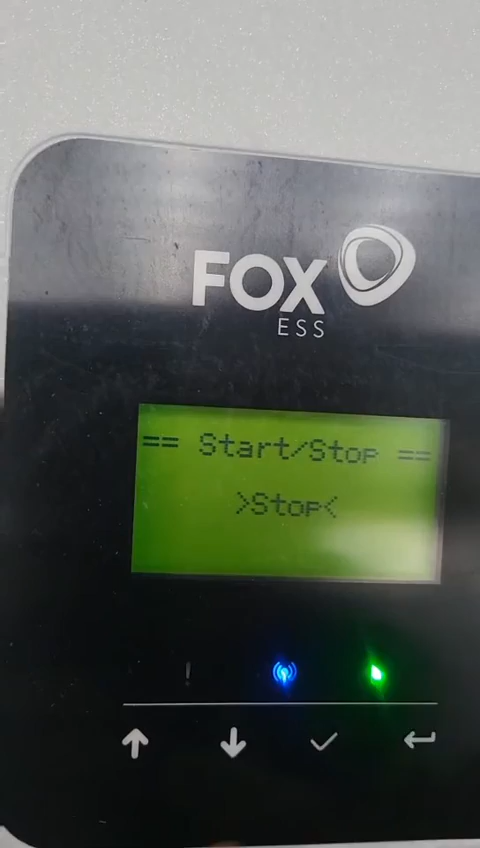 FOX
ESS
== Start/Stop ==
>Stop<